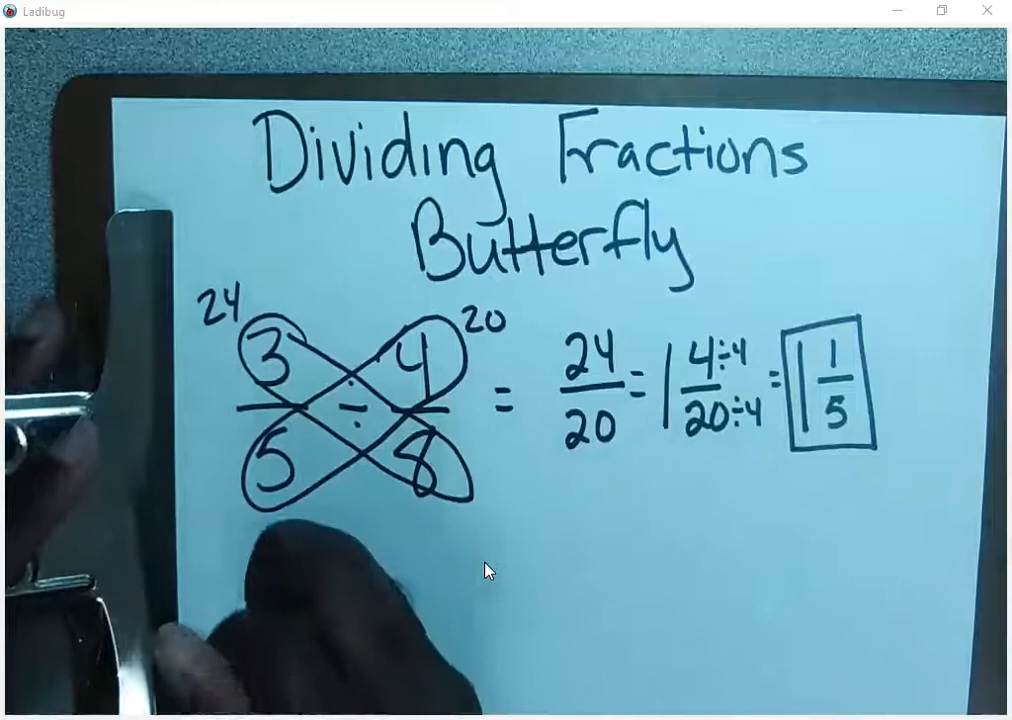 Ladibug
Dividing Fractions
Butterfly
24 3/5 ÷ 4/8 20 = 24/20 = 1 4÷4/20÷4 = 1 1/5